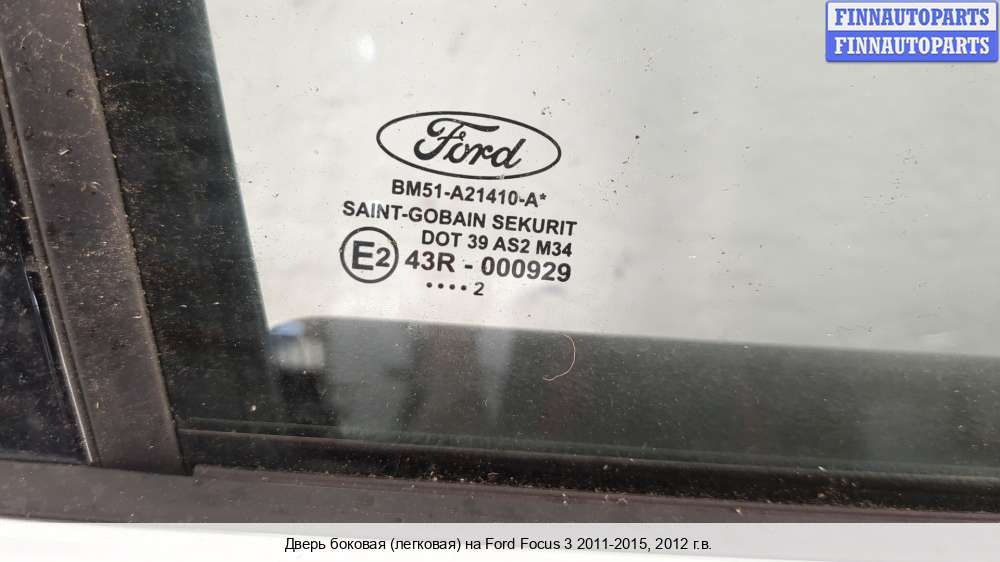 FINNAUTOPARTS
FINNAUTOPARTS
Ford
BM51-A21410-A*
SAINT-GOBAIN SEKURIT
DOT 39 AS2 M34
E2 43R - 000929
•••• 2
Дверь боковая (легковая) на Ford Focus 3 2011-2015, 2012 г.в.